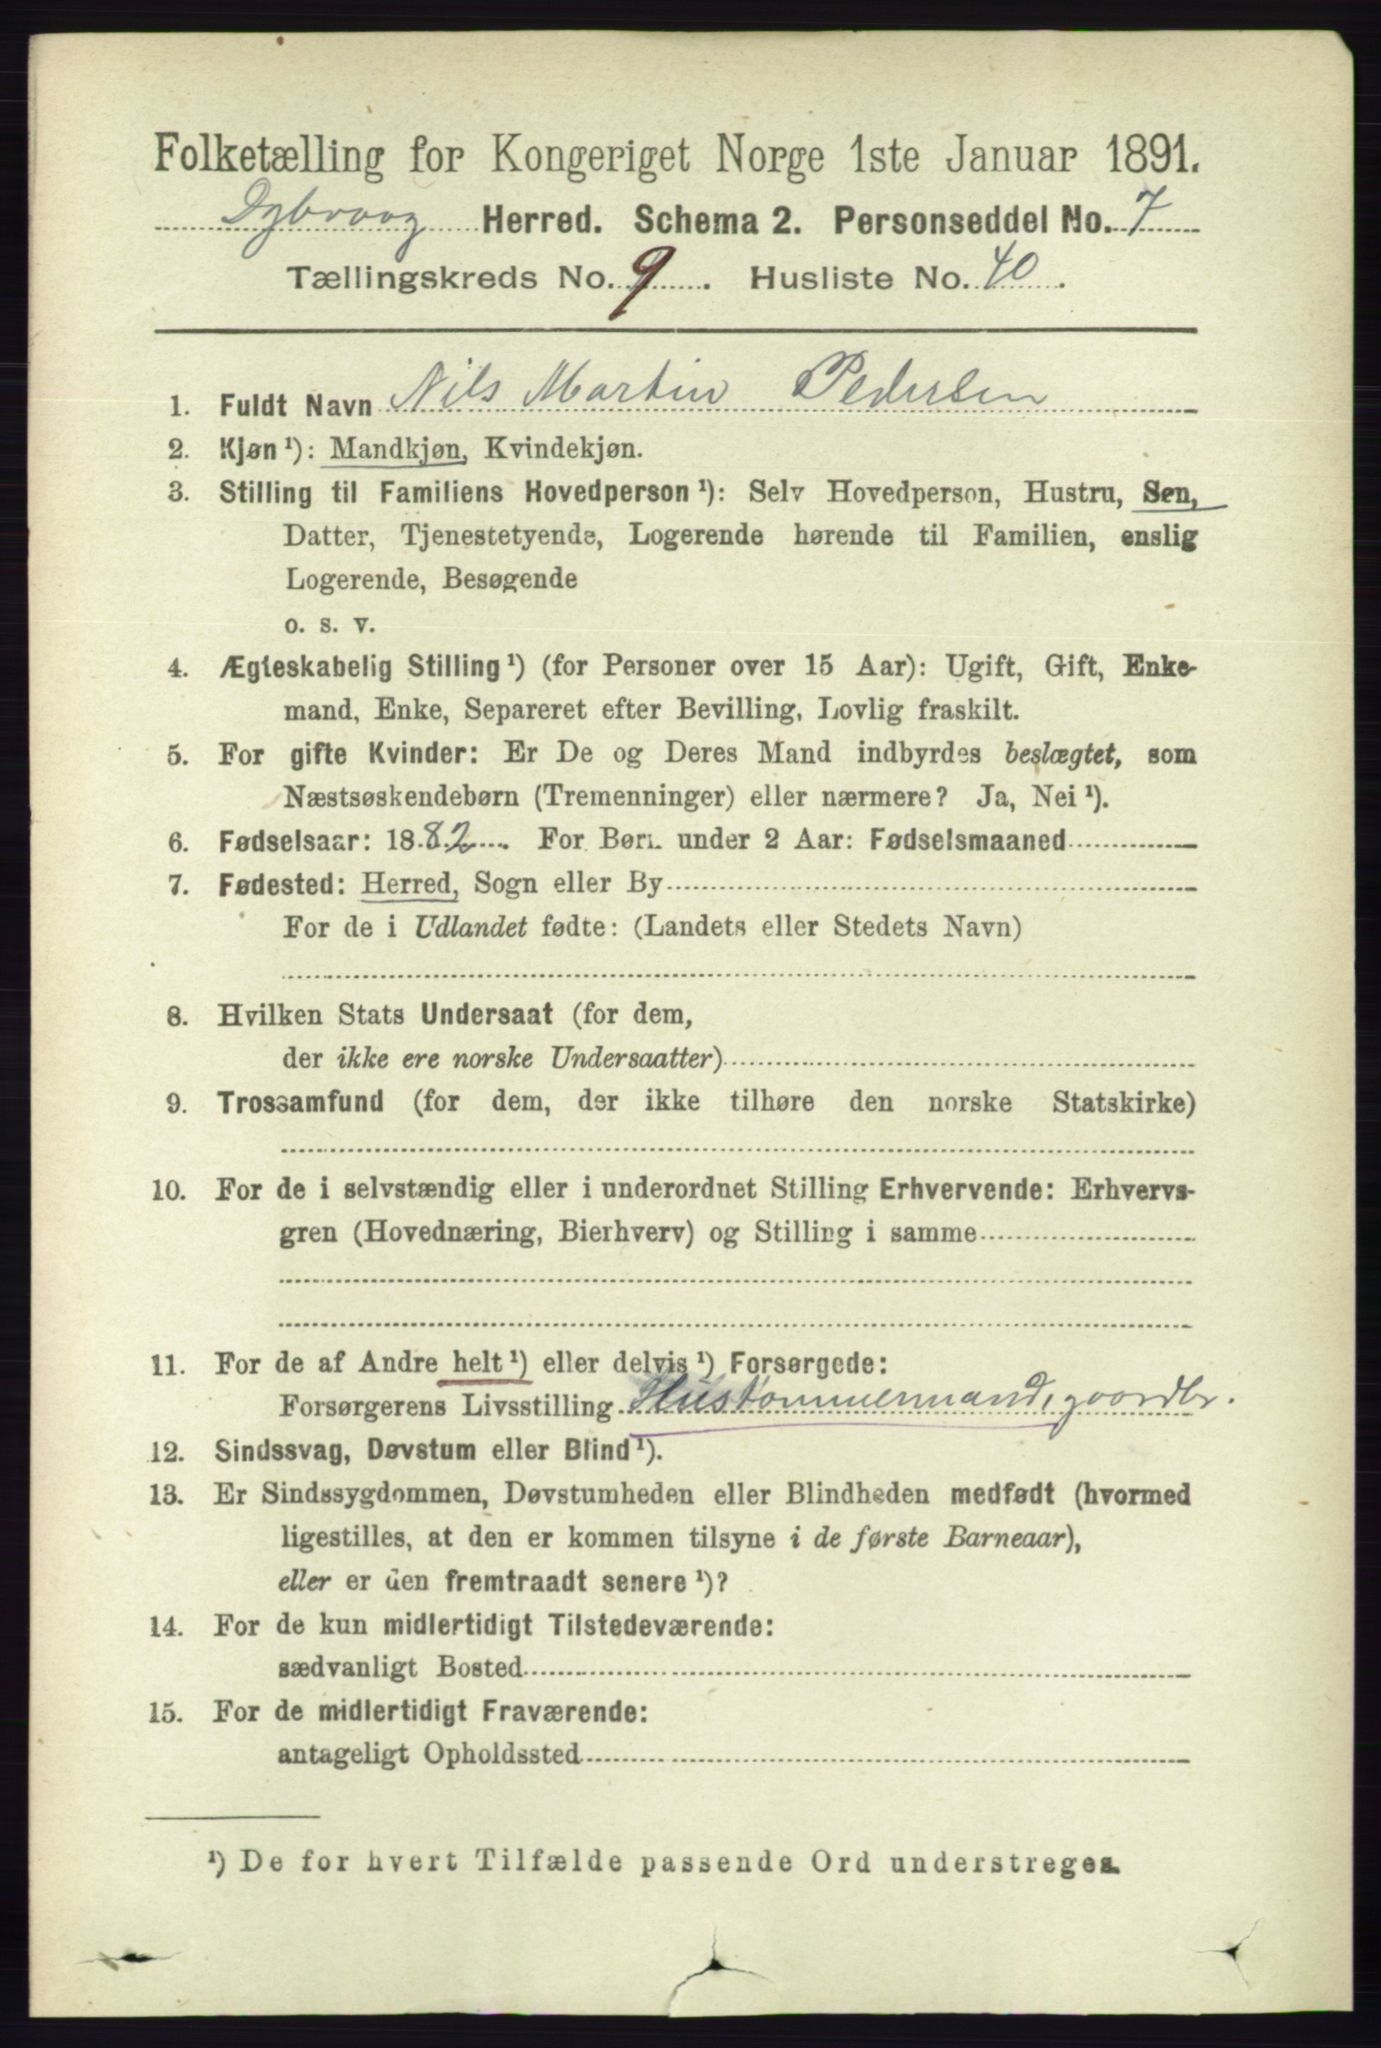 Folketælling for Kongeriget Norge 1ste Januar 1891.
Dybvaag Herred. Schema 2. Personseddel No. 7
Tællingskreds No. 9. Husliste No. 40.
1. Fuldt Navn Nils Martin Pedersen
2. Kjøn ¹): Mandkjøn, Kvindekjøn.
3. Stilling til Familiens Hovedperson ¹): Selv Hovedperson, Hustru, Søn,
Datter, Tjenestetyende, Logerende hørende til Familien, enslig
Logerende, Besøgende
o. s. v.
4. Ægteskabelig Stilling ¹) (for Personer over 15 Aar): Ugift, Gift, Enke-
mand, Enke, Separeret efter Bevilling, Lovlig fraskilt.
5. For gifte Kvinder: Er De og Deres Mand indbyrdes beslægtet, som
Næstsøskendebørn (Tremenninger) eller nærmere? Ja, Nei ¹).
6. Fødselsaar: 1882. For Børn under 2 Aar: Fødselsmaaned
7. Fødested: Herred, Sogn eller By
For de i Udlandet fødte: (Landets eller Stedets Navn)
8. Hvilken Stats Undersaat (for dem,
der ikke ere norske Undersaatter)
9. Trossamfund (for dem, der ikke tilhøre den norske Statskirke)
10. For de i selvstændig eller i underordnet Stilling Erhvervende: Erhvervs-
gren (Hovednæring, Bierhverv) og Stilling i samme
11. For de af Andre helt ¹) eller delvis ¹) Forsørgede:
Forsørgerens Livsstilling Hustømmermand, gaardbr.
12. Sindssvag, Døvstum eller Blind ¹).
13. Er Sindssygdommen, Døvstumheden eller Blindheden medfødt (hvormed
ligestilles, at den er kommen tilsyne i de første Barneaar),
eller er den fremtraadt senere ¹)?
14. For de kun midlertidigt Tilstedeværende:
sædvanligt Bosted
15. For de midlertidigt Fraværende:
antageligt Opholdssted
¹) De for hvert Tilfælde passende Ord understreges.